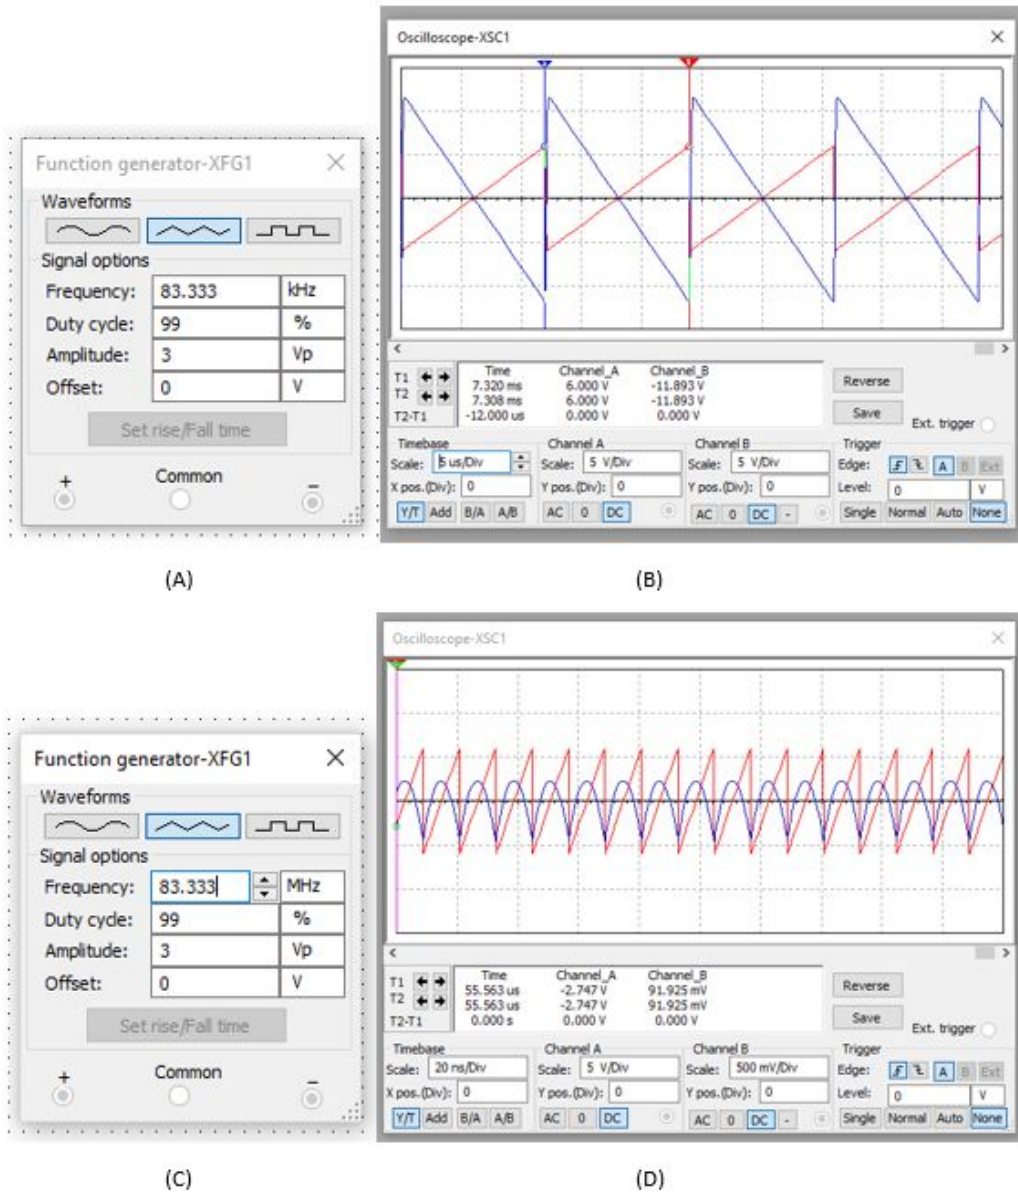 Oscilloscope-XSC1
Function generator-XFG1
Waveforms
Signal options
Frequency: 83.333 kHz
Duty cycle: 99 %
Amplitude: 3 Vp
Offset: 0 V
Set rise/Fall time
+ Common -
Time Channel_A Channel_B
T1 7.320 ms 6.000 V -11.893 V
T2 7.308 ms 6.000 V -11.893 V
T2-T1 -12.000 us 0.000 V 0.000 V
Reverse
Save
Ext. trigger
Timebase Channel A Channel B Trigger
Scale: 5 us/Div Scale: 5 V/Div Scale: 5 V/Div Edge: A B Ext
X pos.(Div): 0 Y pos.(Div): 0 Y pos.(Div): 0 Level: 0 V
Y/T Add B/A A/B AC 0 DC AC 0 DC - Single Normal Auto None
(A) (B)
Oscilloscope-XSC1
Function generator-XFG1
Waveforms
Signal options
Frequency: 83.333 MHz
Duty cycle: 99 %
Amplitude: 3 Vp
Offset: 0 V
Set rise/Fall time
+ Common -
Time Channel_A Channel_B
T1 55.563 us -2.747 V 91.925 mV
T2 55.563 us -2.747 V 91.925 mV
T2-T1 0.000 s 0.000 V 0.000 V
Reverse
Save
Ext. trigger
Timebase Channel A Channel B Trigger
Scale: 20 ns/Div Scale: 5 V/Div Scale: 500 mV/Div Edge: A B Ext
X pos.(Div): 0 Y pos.(Div): 0 Y pos.(Div): 0 Level: 0 V
Y/T Add B/A A/B AC 0 DC AC 0 DC - Single Normal Auto None
(C) (D)